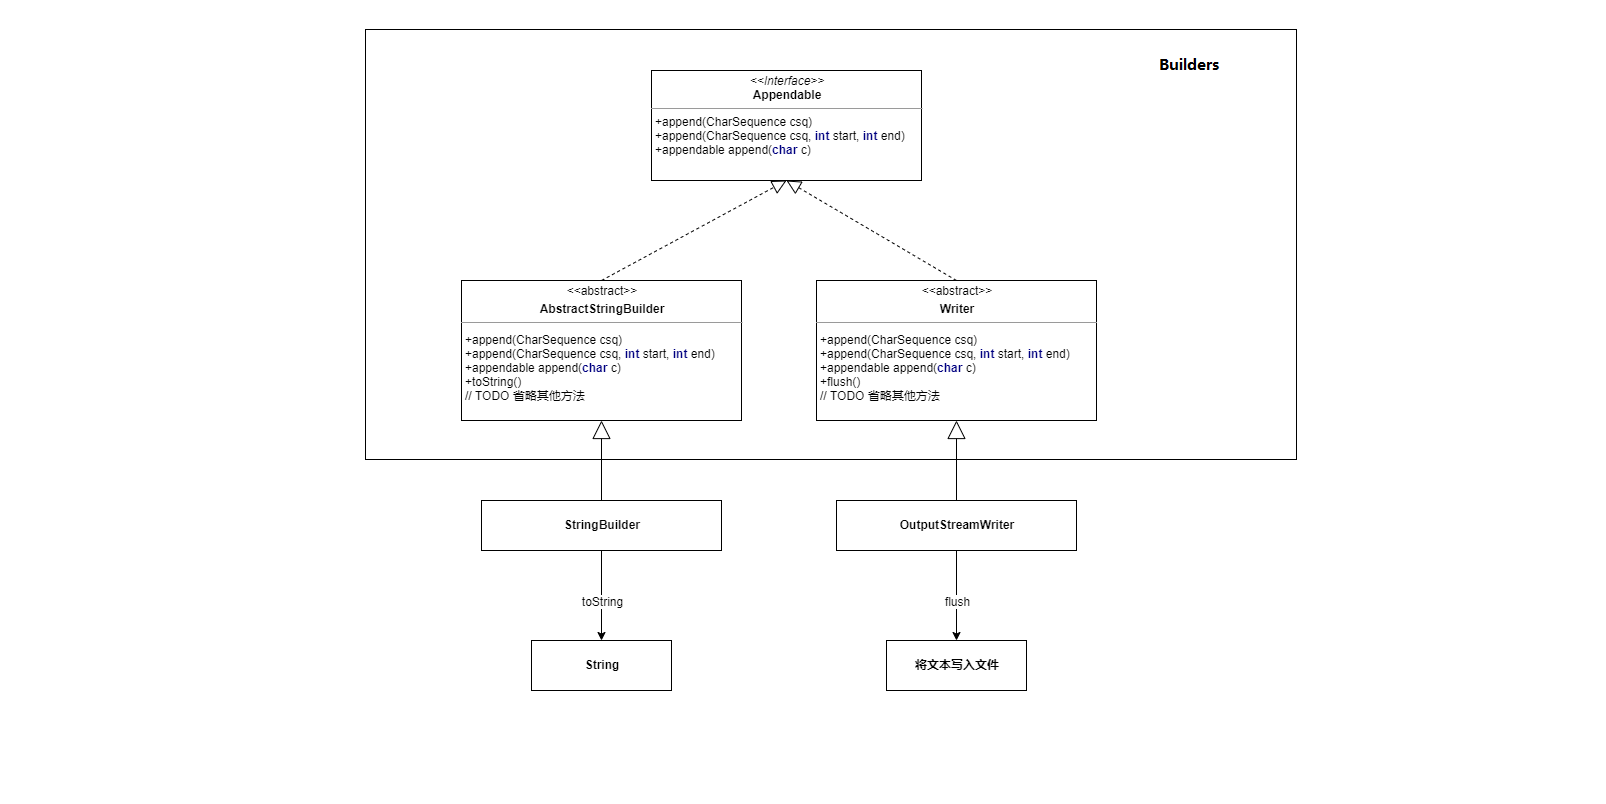 Builders
<<interface>>
Appendable
+append(CharSequence csq)
+append(CharSequence csq, int start, int end)
+appendable append(char c)
<<abstract>>
AbstractStringBuilder
+append(CharSequence csq)
+append(CharSequence csq, int start, int end)
+appendable append(char c)
+toString()
// TODO 省略其他方法
<<abstract>>
Writer
+append(CharSequence csq)
+append(CharSequence csq, int start, int end)
+appendable append(char c)
+flush()
// TODO 省略其他方法
StringBuilder
OutputStreamWriter
toString
flush
String
将文本写入文件